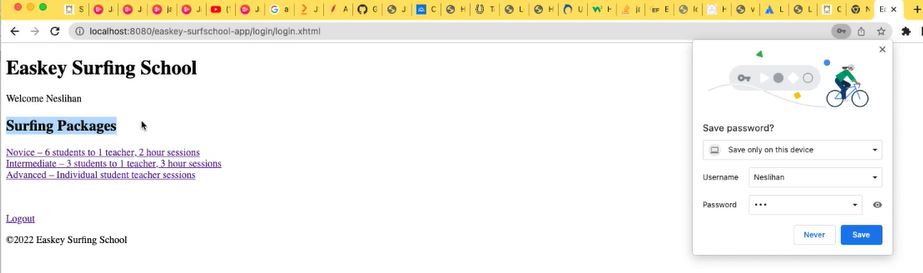 localhost:8080/easkey-surfschool-app/login/login.xhtml
Easkey Surfing School
Welcome Neslihan
Surfing Packages
Novice – 6 students to 1 teacher, 2 hour sessions
Intermediate – 3 students to 1 teacher, 3 hour sessions
Advanced – Individual student teacher sessions
Logout
©2022 Easkey Surfing School
Save password?
Save only on this device
Username Neslihan
Password •••
Never Save